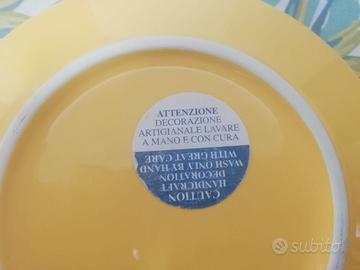 ATTENZIONE
DECORAZIONE
ARTIGIANALE LAVARE
A MANO E CON CURA
CAUTION
HANDICRAFT
DECORATION
WASH ONLY BY HAND
WITH GREAT CARE
subito